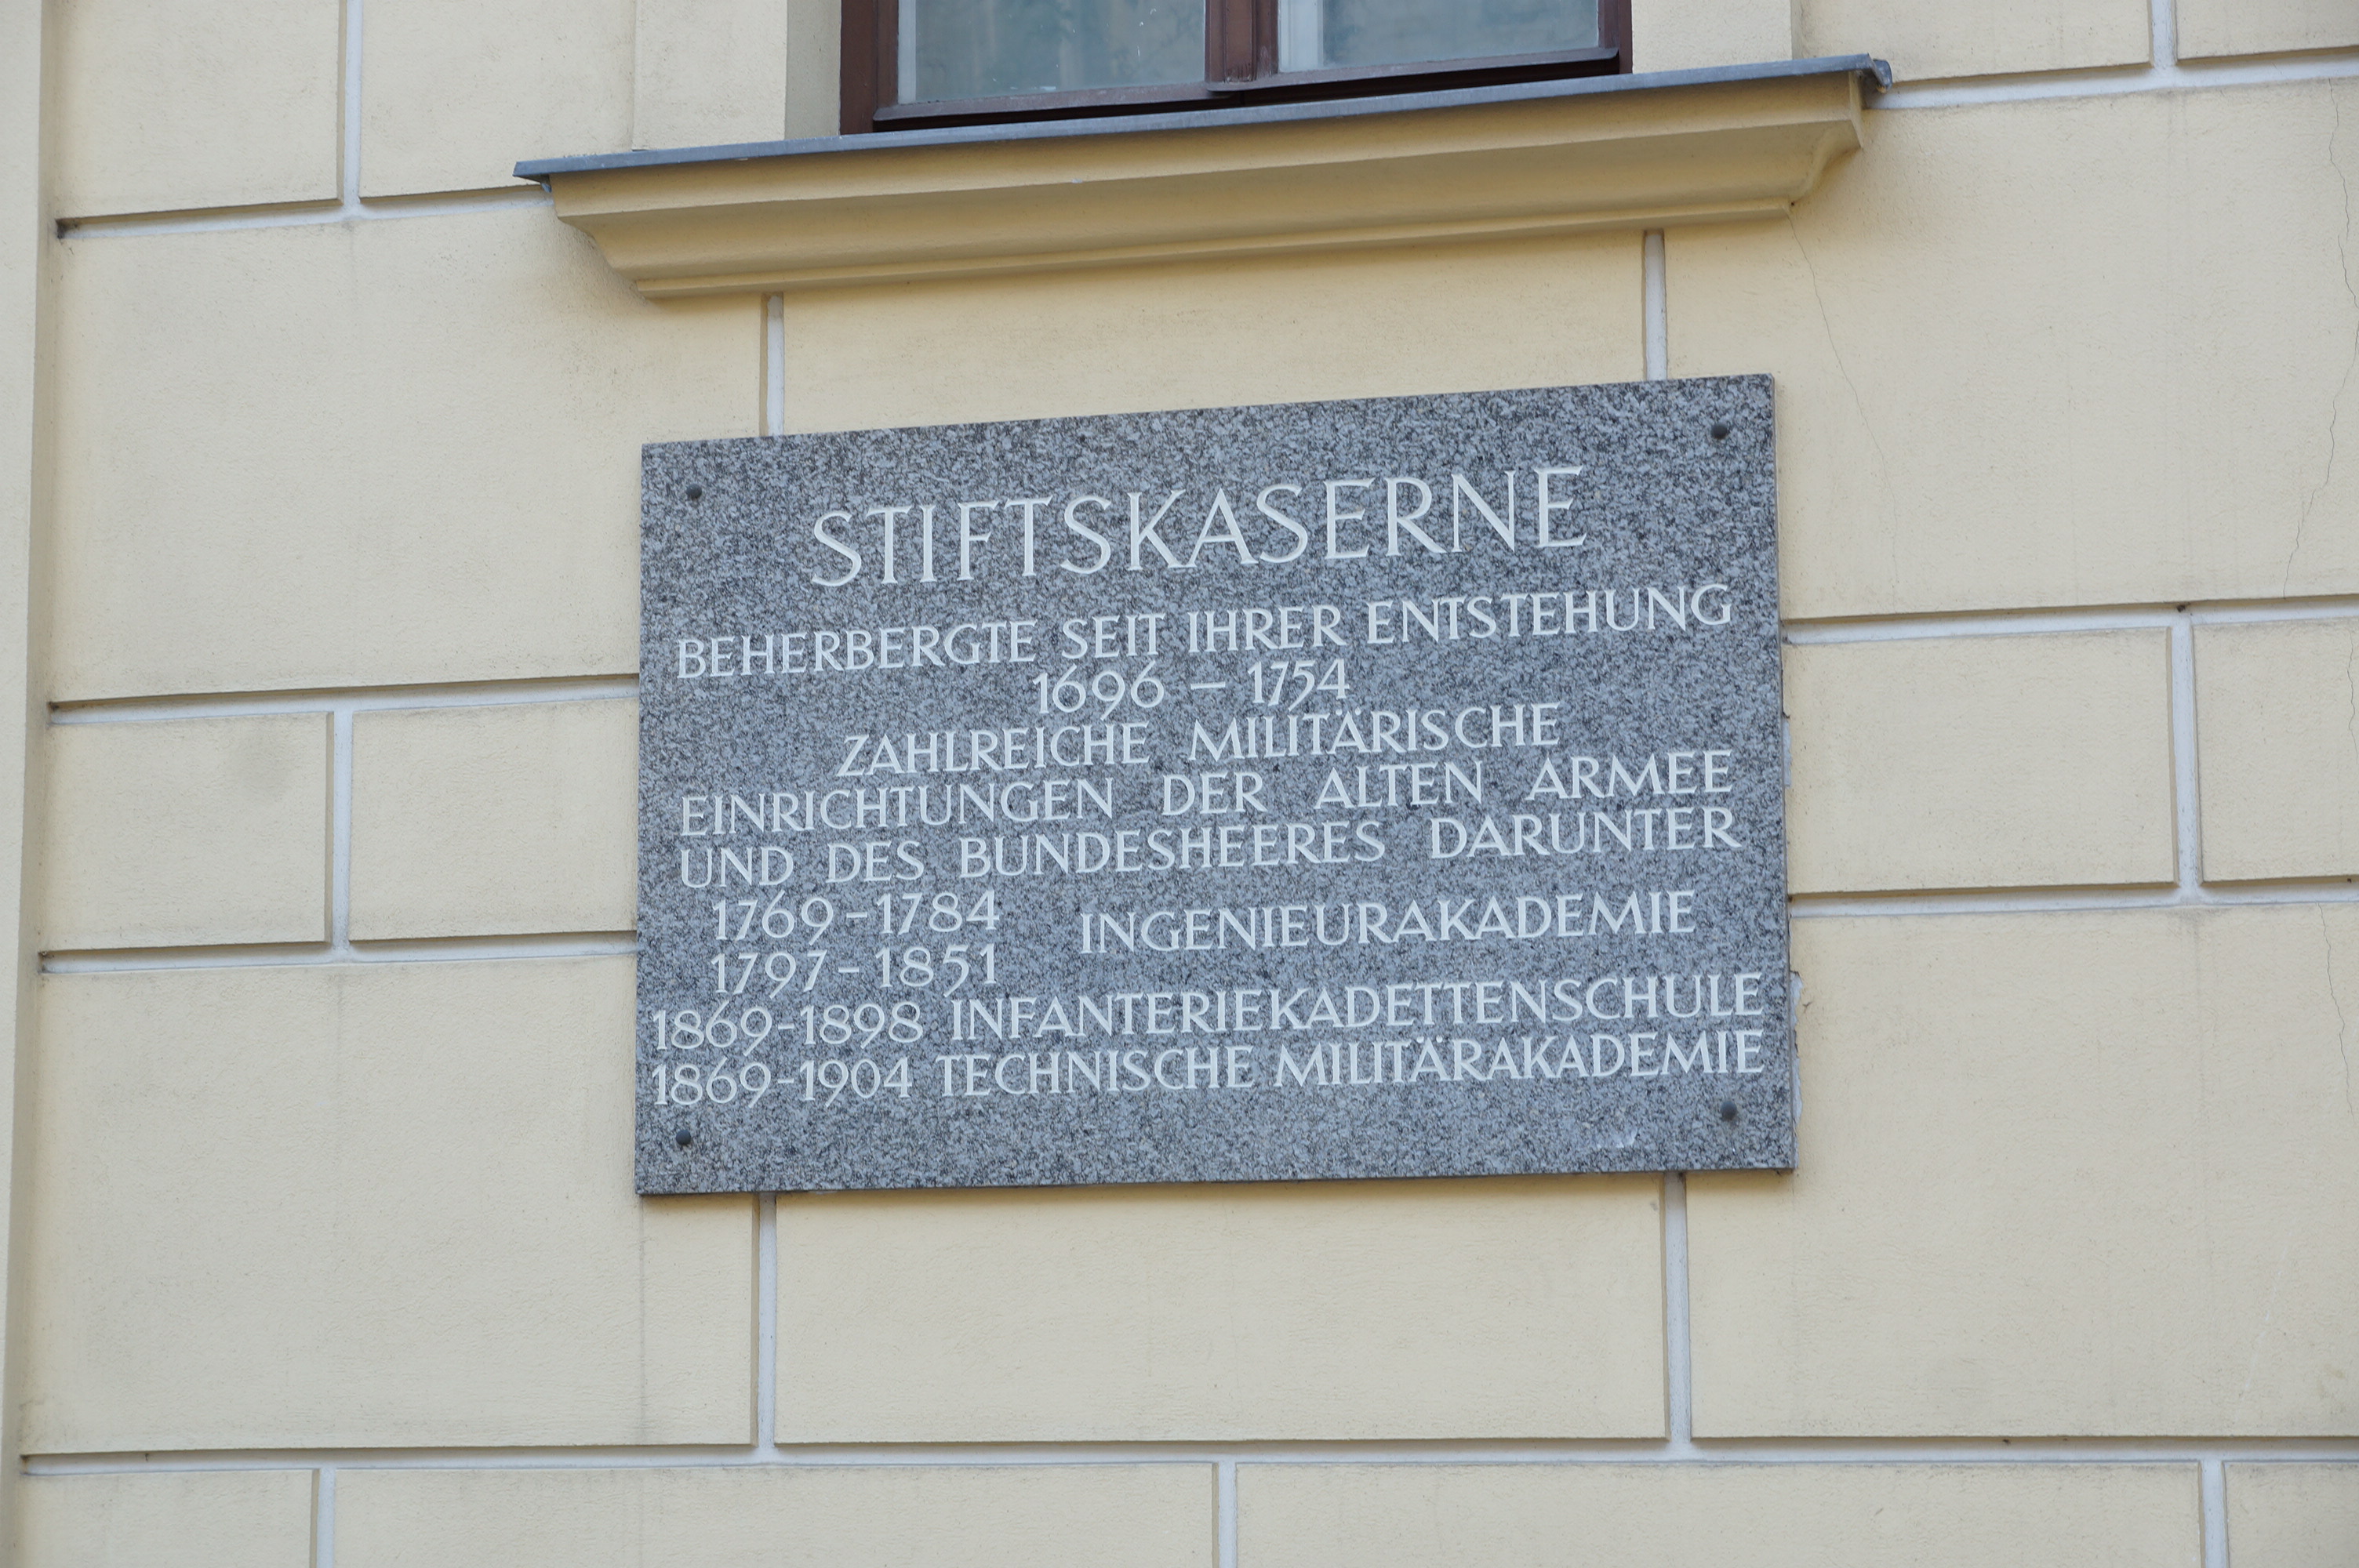 STIFTSKASERNE
BEHERBERGTE SEIT IHRER ENTSTEHUNG
1696 – 1754
ZAHLREICHE MILITÄRISCHE
EINRICHTUNGEN DER ALTEN ARMEE
UND DES BUNDESHEERES DARUNTER
1769-1784
INGENIEURAKADEMIE
1797-1851
1869-1898 INFANTERIEKADETTENSCHULE
1869-1904 TECHNISCHE MILITÄRAKADEMIE